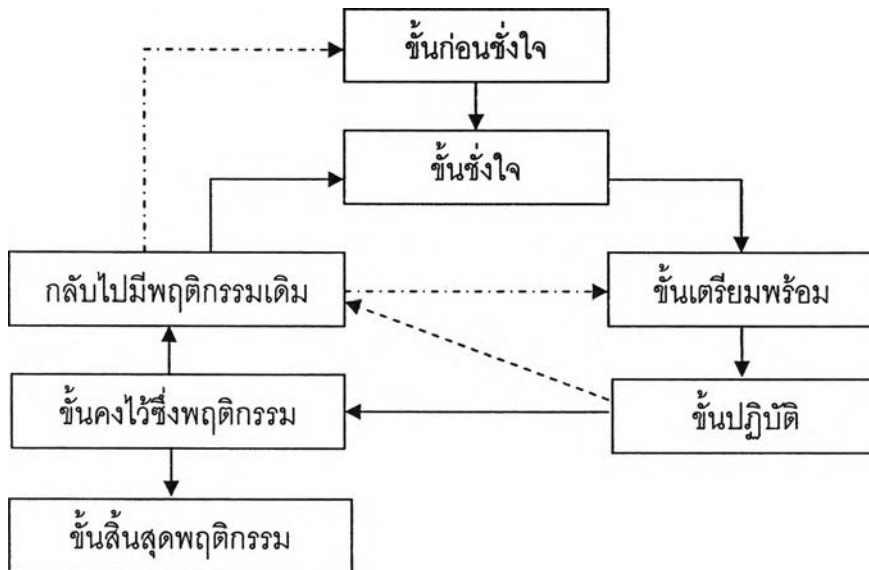 ขั้นก่อนชั่งใจ
ขั้นชั่งใจ
กลับไปมีพฤติกรรมเดิม
ขั้นเตรียมพร้อม
ขั้นคงไว้ซึ่งพฤติกรรม
ขั้นปฏิบัติ
ขั้นสิ้นสุดพฤติกรรม